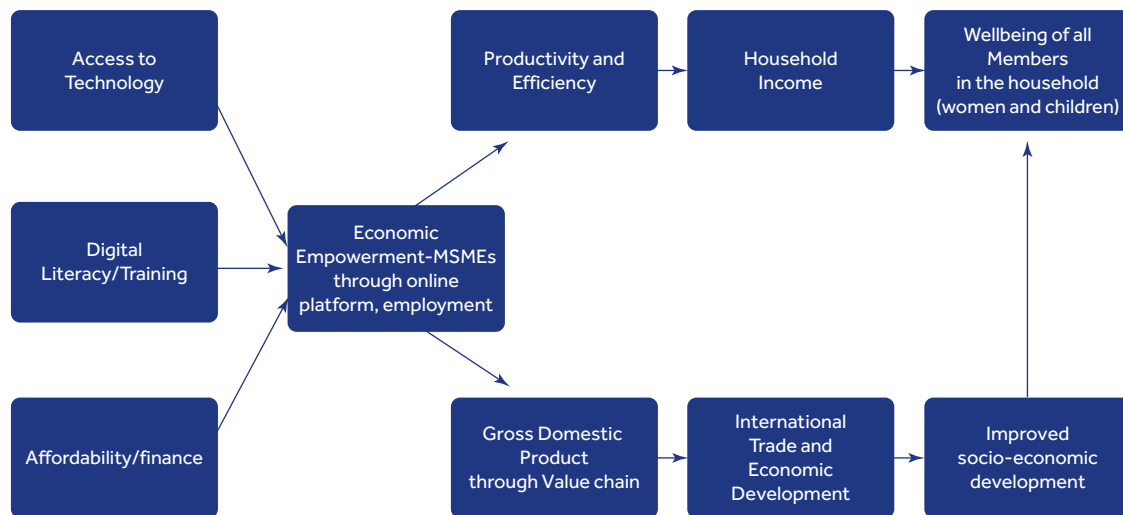 Access to
Technology
Productivity and
Efficiency
Household
Income
Wellbeing of all
Members
in the household
(women and children)
Digital
Literacy/Training
Economic
Empowerment-MSMEs
through online
platform, employment
Affordability/finance
Gross Domestic
Product
through Value chain
International
Trade and
Economic
Development
Improved
socio-economic
development